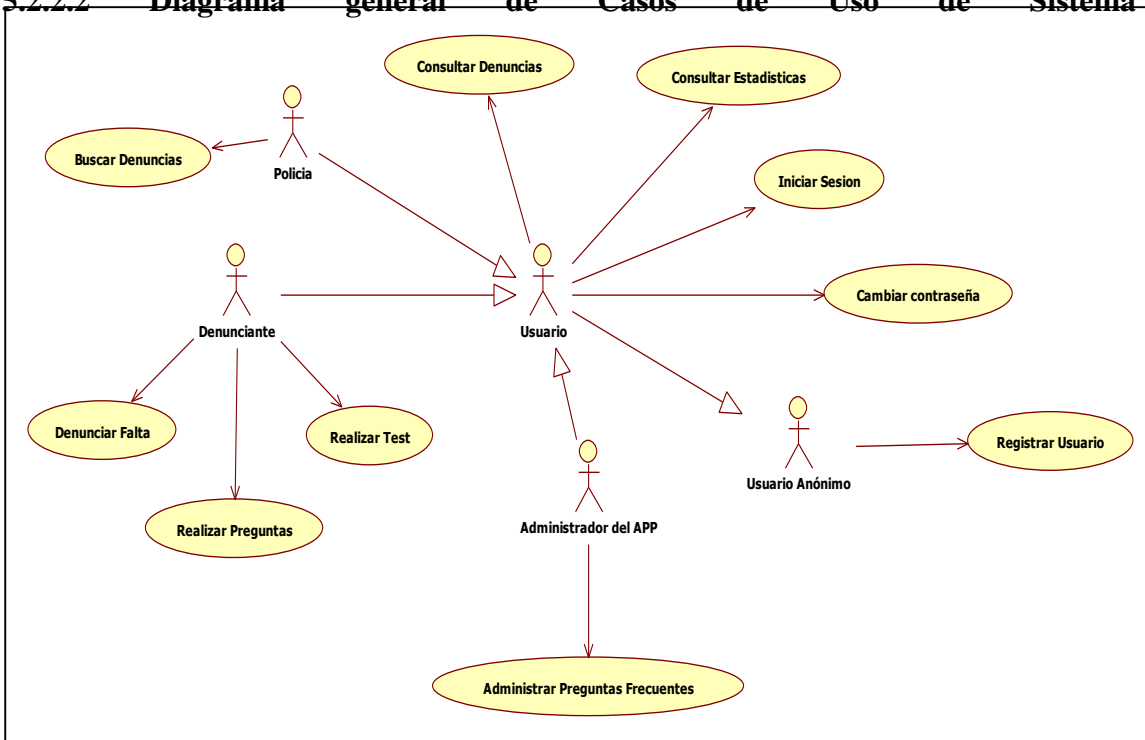 5.2.2.2 Diagrama general de Casos de Uso de Sistema
Consultar Denuncias
Consultar Estadisticas
Buscar Denuncias
Policia
Iniciar Sesion
Denunciante
Usuario
Cambiar contraseña
Denunciar Falta
Realizar Test
Registrar Usuario
Usuario Anónimo
Realizar Preguntas
Administrador del APP
Administrar Preguntas Frecuentes